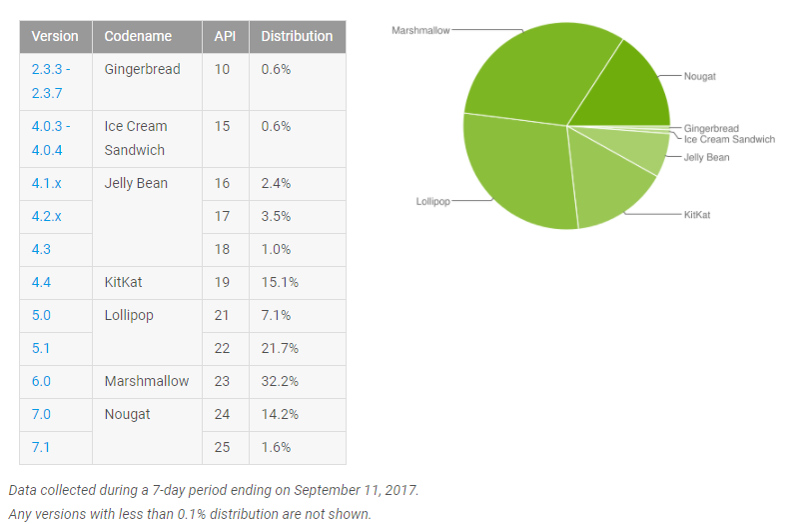 Version Codename API Distribution
2.3.3 - Gingerbread 10 0.6%
2.3.7
4.0.3 - Ice Cream 15 0.6%
4.0.4 Sandwich
4.1.x Jelly Bean 16 2.4%
4.2.x 17 3.5%
4.3 18 1.0%
4.4 KitKat 19 15.1%
5.0 Lollipop 21 7.1%
5.1 22 21.7%
6.0 Marshmallow 23 32.2%
7.0 Nougat 24 14.2%
7.1 25 1.6%
Marshmallow
Nougat
Gingerbread
Ice Cream Sandwich
Jelly Bean
Lollipop
KitKat
Data collected during a 7-day period ending on September 11, 2017.
Any versions with less than 0.1% distribution are not shown.